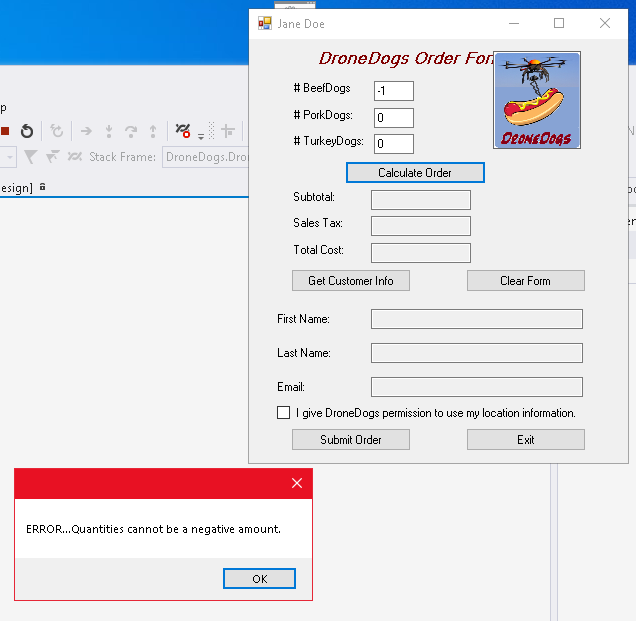 Jane Doe
DroneDogs Order For
# BeefDogs
-1
# PorkDogs:
0
# TurkeyDogs:
0
DRONEDOGS
Calculate Order
Subtotal:
Sales Tax:
Total Cost:
Get Customer Info
Clear Form
First Name:
Last Name:
Email:
I give DroneDogs permission to use my location information.
Submit Order
Exit
p
Stack Frame:
DroneDogs.Dro
esign]
ERROR...Quantities cannot be a negative amount.
OK